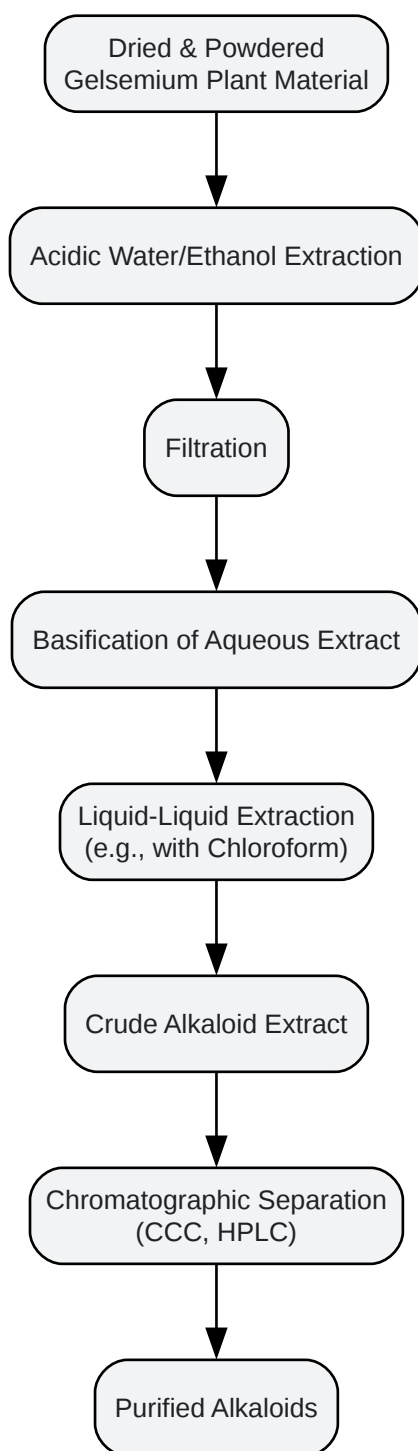 Dried & Powdered
Gelsemium Plant Material
Acidic Water/Ethanol Extraction
Filtration
Basification of Aqueous Extract
Liquid-Liquid Extraction
(e.g., with Chloroform)
Crude Alkaloid Extract
Chromatographic Separation
(CCC, HPLC)
Purified Alkaloids